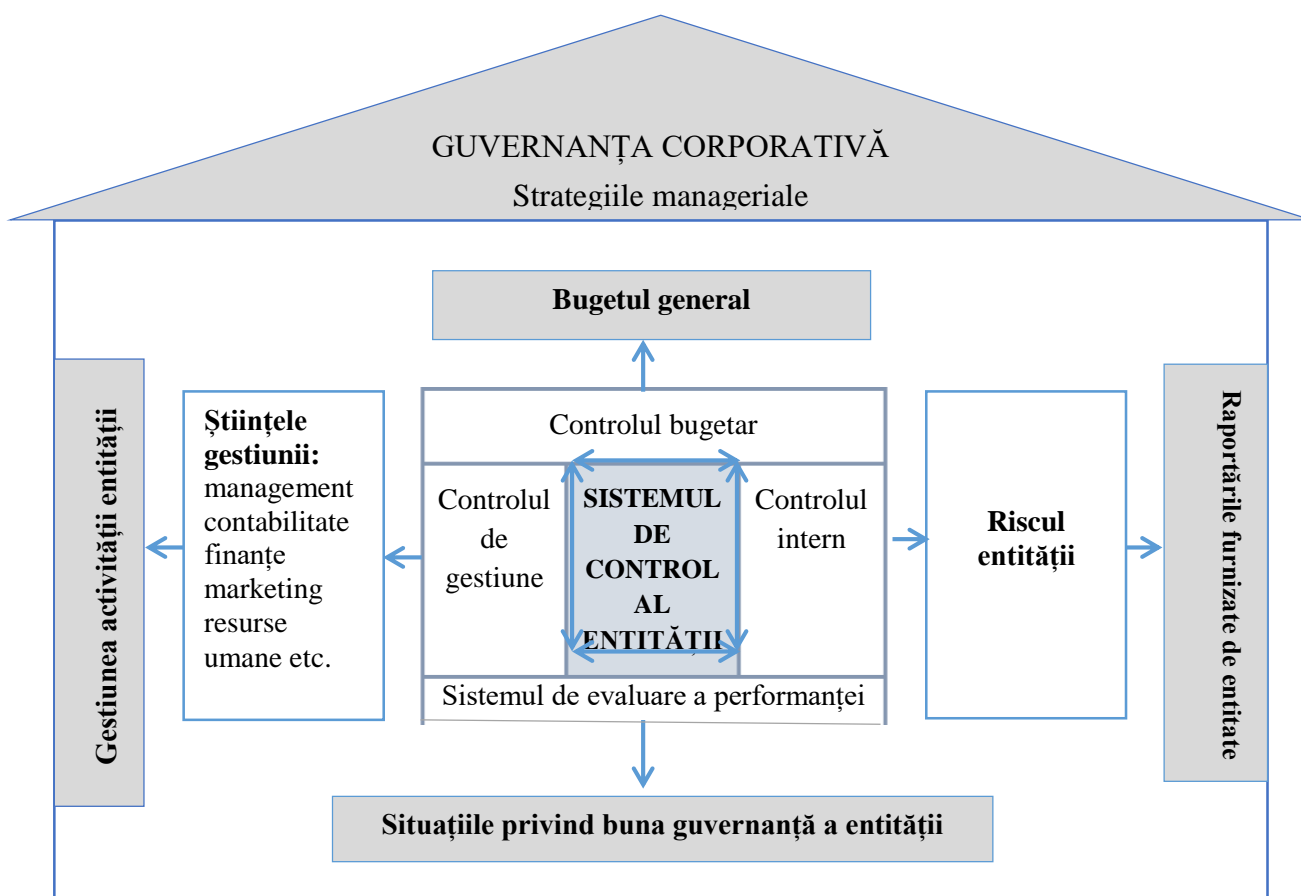 GUVERNANȚA CORPORATIVĂ
Strategiile manageriale
Bugetul general
Gestiunea activității entității
Științele
gestiunii:
management
contabilitate
finanțe
marketing
resurse
umane etc.
Controlul bugetar
Controlul
de
gestiune
SISTEMUL
DE
CONTROL
AL
ENTITĂȚII
Controlul
intern
Sistemul de evaluare a performanței
Riscul
entității
Raportările furnizate de entitate
Situațiile privind buna guvernanță a entității